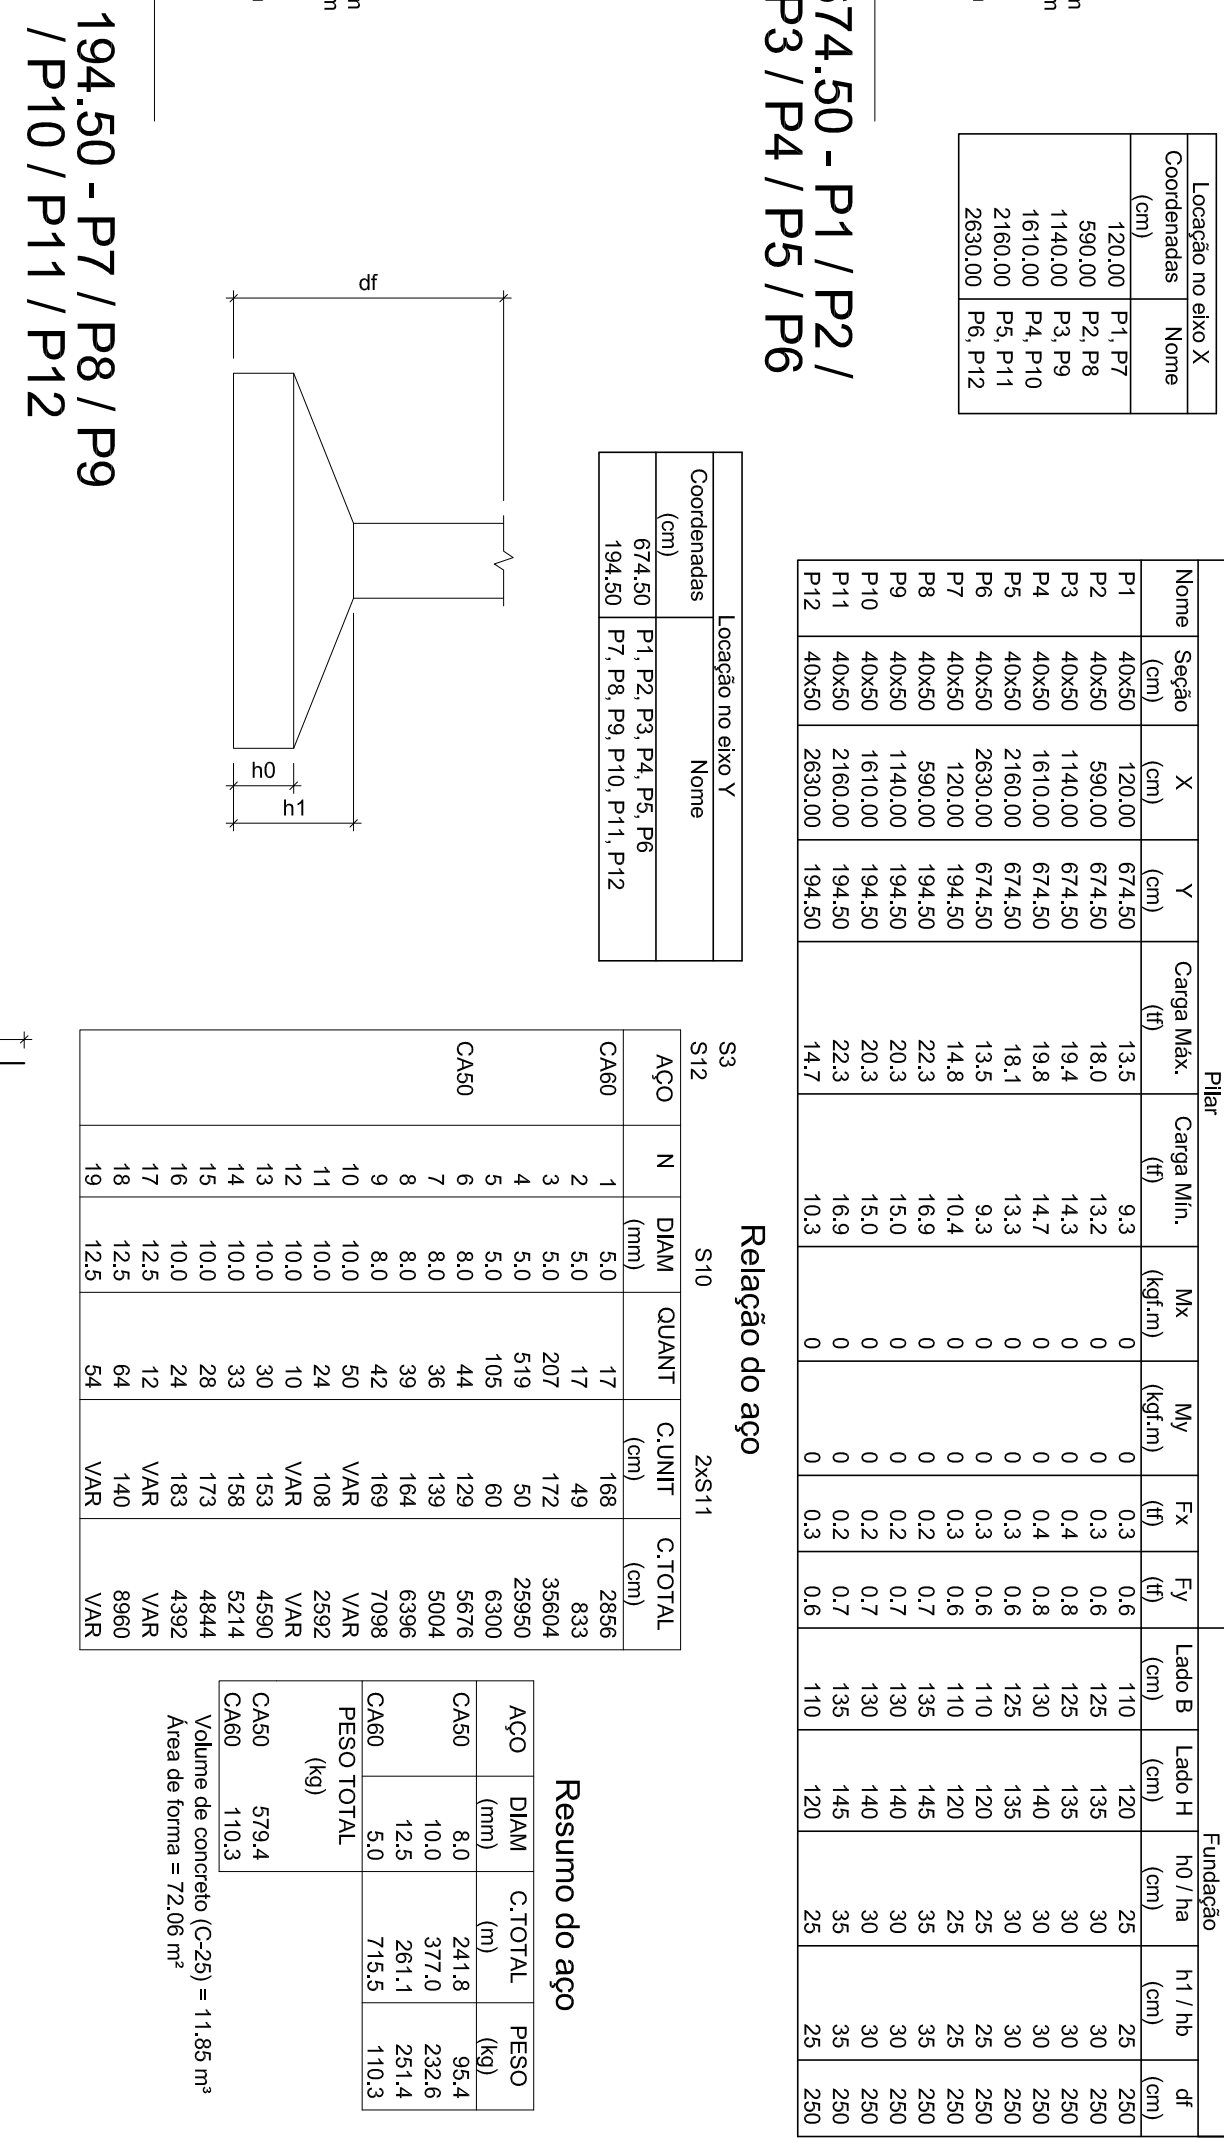 Locação no eixo X
Coordenadas (cm) Nome
120.00 P1, P7
590.00 P2, P8
1140.00 P3, P9
1610.00 P4, P10
2160.00 P5, P11
2630.00 P6, P12
674.50 - P1 / P2 /
P3 / P4 / P5 / P6
Locação no eixo Y
Coordenadas (cm) Nome
674.50 P1, P2, P3, P4, P5, P6
194.50 P7, P8, P9, P10, P11, P12
df
h0
h1
194.50 - P7 / P8 / P9
/ P10 / P11 / P12
Pilar Fundação
Nome Seção (cm) X (cm) Y (cm) Carga Máx. (tf) Carga Mín. (tf) Mx (kgf.m) My (kgf.m) Fx (tf) Fy (tf) Lado B (cm) Lado H (cm) h0 / ha (cm) h1 / hb (cm) df (cm)
P1 40x50 120.00 674.50 13.5 9.3 0 0 0.3 0.6 110 120 25 25 250
P2 40x50 590.00 674.50 18.0 13.2 0 0 0.3 0.6 125 135 30 30 250
P3 40x50 1140.00 674.50 19.4 14.3 0 0 0.4 0.8 125 135 30 30 250
P4 40x50 1610.00 674.50 19.8 14.7 0 0 0.4 0.8 130 140 30 30 250
P5 40x50 2160.00 674.50 18.1 13.3 0 0 0.3 0.6 125 135 30 30 250
P6 40x50 2630.00 674.50 13.5 9.3 0 0 0.3 0.6 110 120 25 25 250
P7 40x50 120.00 194.50 14.8 10.4 0 0 0.3 0.6 110 120 25 25 250
P8 40x50 590.00 194.50 22.3 16.9 0 0 0.2 0.7 135 145 35 35 250
P9 40x50 1140.00 194.50 20.3 15.0 0 0 0.2 0.7 130 140 30 30 250
P10 40x50 1610.00 194.50 20.3 15.0 0 0 0.2 0.7 130 140 30 30 250
P11 40x50 2160.00 194.50 22.3 16.9 0 0 0.2 0.7 135 145 35 35 250
P12 40x50 2630.00 194.50 14.7 10.3 0 0 0.3 0.6 110 120 25 25 250
Relação do aço
S3
S12 S10 2xS11
AÇO N DIAM (mm) QUANT C.UNIT (cm) C.TOTAL (cm)
CA60 1 5.0 17 168 2856
2 5.0 17 49 833
3 5.0 207 172 35604
4 5.0 519 50 25950
5 5.0 105 60 6300
CA50 6 8.0 44 129 5676
7 8.0 36 139 5004
8 8.0 39 164 6396
9 8.0 42 169 7098
10 10.0 50 VAR VAR
11 10.0 24 108 2592
12 10.0 10 VAR VAR
13 10.0 30 153 4590
14 10.0 33 158 5214
15 10.0 28 173 4844
16 10.0 24 183 4392
17 12.5 12 VAR VAR
18 12.5 64 140 8960
19 12.5 54 VAR VAR
Resumo do aço
AÇO DIAM (mm) C.TOTAL (m) PESO (kg)
CA50 8.0 241.8 95.4
10.0 377.0 232.6
12.5 261.1 251.4
CA60 5.0 715.5 110.3
PESO TOTAL
(kg)
CA50 579.4
CA60 110.3
Volume de concreto (C-25) = 11.85 m³
Área de forma = 72.06 m²